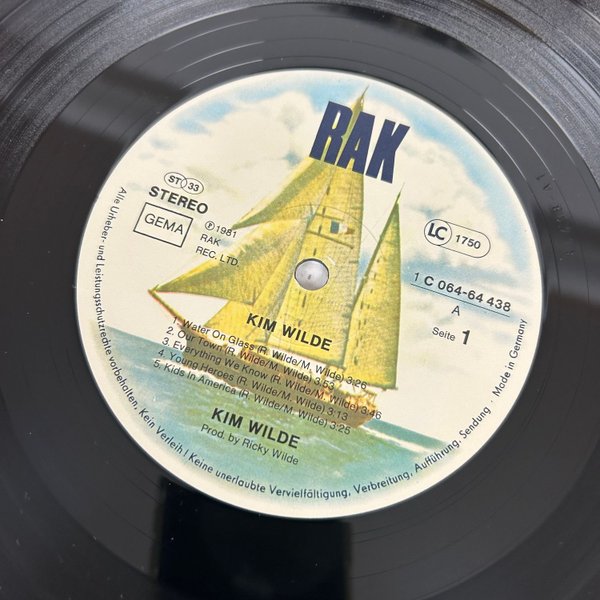 RAK
ST 33
STEREO
GEMA
℗ 1981
RAK
REC. LTD.
LC 1750
1 C 064-64 438
A
Seite 1
KIM WILDE
1. Water On Glass (R. Wilde/M. Wilde) 3:26
2. Our Town (R. Wilde/M. Wilde) 3:53
3. Everything We Know (R. Wilde/M. Wilde) 3:46
4. Young Heroes (R. Wilde/M. Wilde) 3:13
5. Kids In America (R. Wilde/M. Wilde) 3:25
KIM WILDE
Prod. by Ricky Wilde
Alle Urheber- und Leistungsschutzrechte vorbehalten, Kein Verleih / Keine unerlaubte Vervielfältigung, Verbreitung, Aufführung, Sendung · Made in Germany